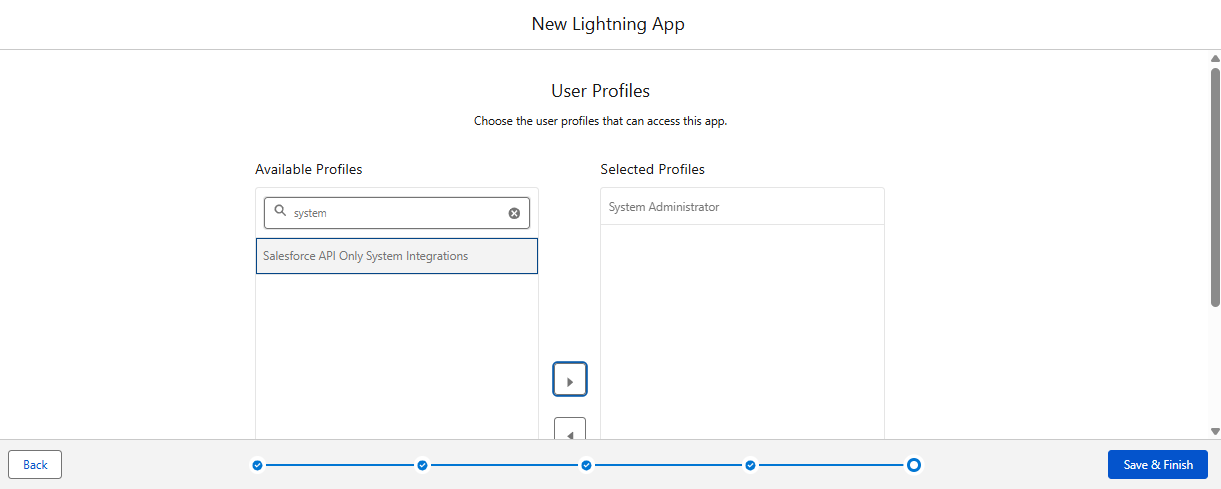 New Lightning App
User Profiles
Choose the user profiles that can access this app.
Available Profiles
Selected Profiles
system
System Administrator
Salesforce API Only System Integrations
Back
Save & Finish